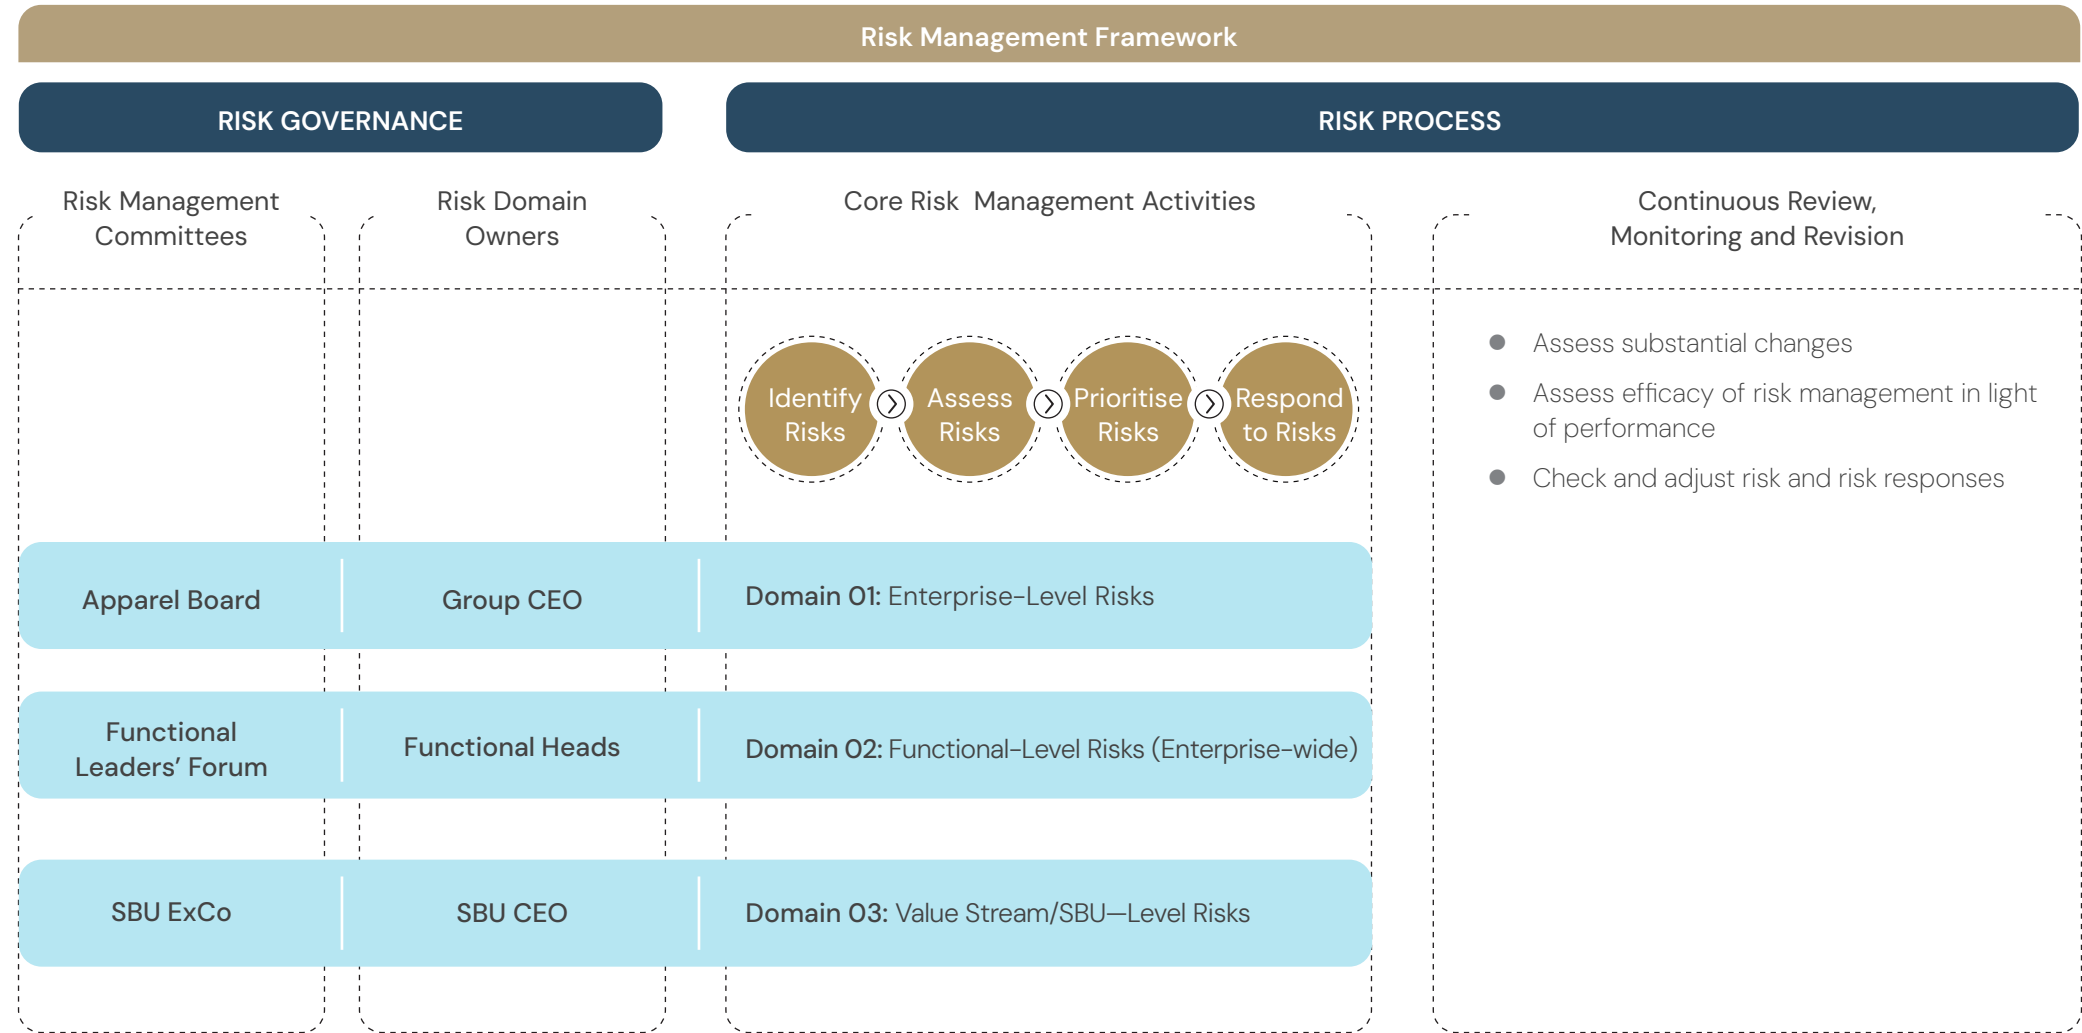 Risk Management Framework
RISK GOVERNANCE
RISK PROCESS
Risk Management
Committees
Risk Domain
Owners
Core Risk Management Activities
Continuous Review,
Monitoring and Revision
Identify
Risks
Assess
Risks
Prioritise
Risks
Respond
to Risks
Assess substantial changes
Assess efficacy of risk management in light
of performance
Check and adjust risk and risk responses
Apparel Board
Group CEO
Domain 01: Enterprise-Level Risks
Functional
Leaders’ Forum
Functional Heads
Domain 02: Functional-Level Risks (Enterprise-wide)
SBU ExCo
SBU CEO
Domain 03: Value Stream/SBU—Level Risks